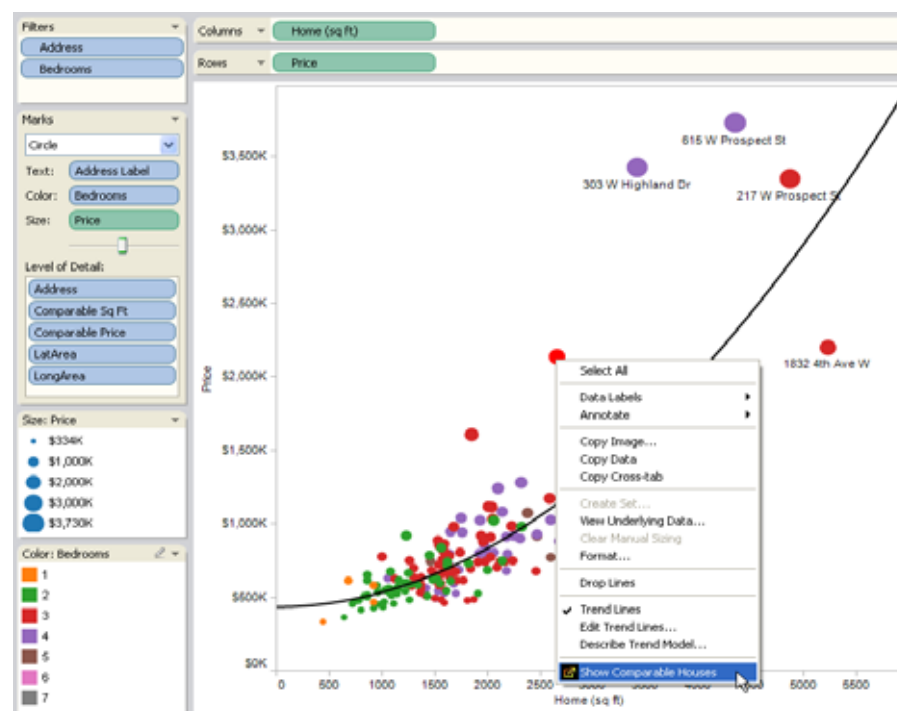 Filters
Address
Bedrooms
Marks
Circle
Text: Address Label
Color: Bedrooms
Size: Price
Level of Detail:
Address
Comparable Sq Ft
Comparable Price
LatArea
LongArea
Size: Price
$334K
$1,000K
$2,000K
$3,000K
$3,730K
Color: Bedrooms
1
2
3
4
5
6
7
Columns Home (sq ft)
Rows Price
Price
$3,500K
$3,000K
$2,500K
$2,000K
$1,500K
$1,000K
$500K
$0K
615 W Prospect St
303 W Highland Dr
217 W Prospect St
1832 4th Ave W
Select All
Data Labels
Annotate
Copy Image...
Copy Data
Copy Cross-tab
Create Set...
View Underlying Data...
Clear Manual Sizing
Format...
Drop Lines
Trend Lines
Edit Trend Lines...
Describe Trend Model...
Show Comparable Houses
0 500 1000 1500 2000 2500 5000 5500
Home (sq ft)